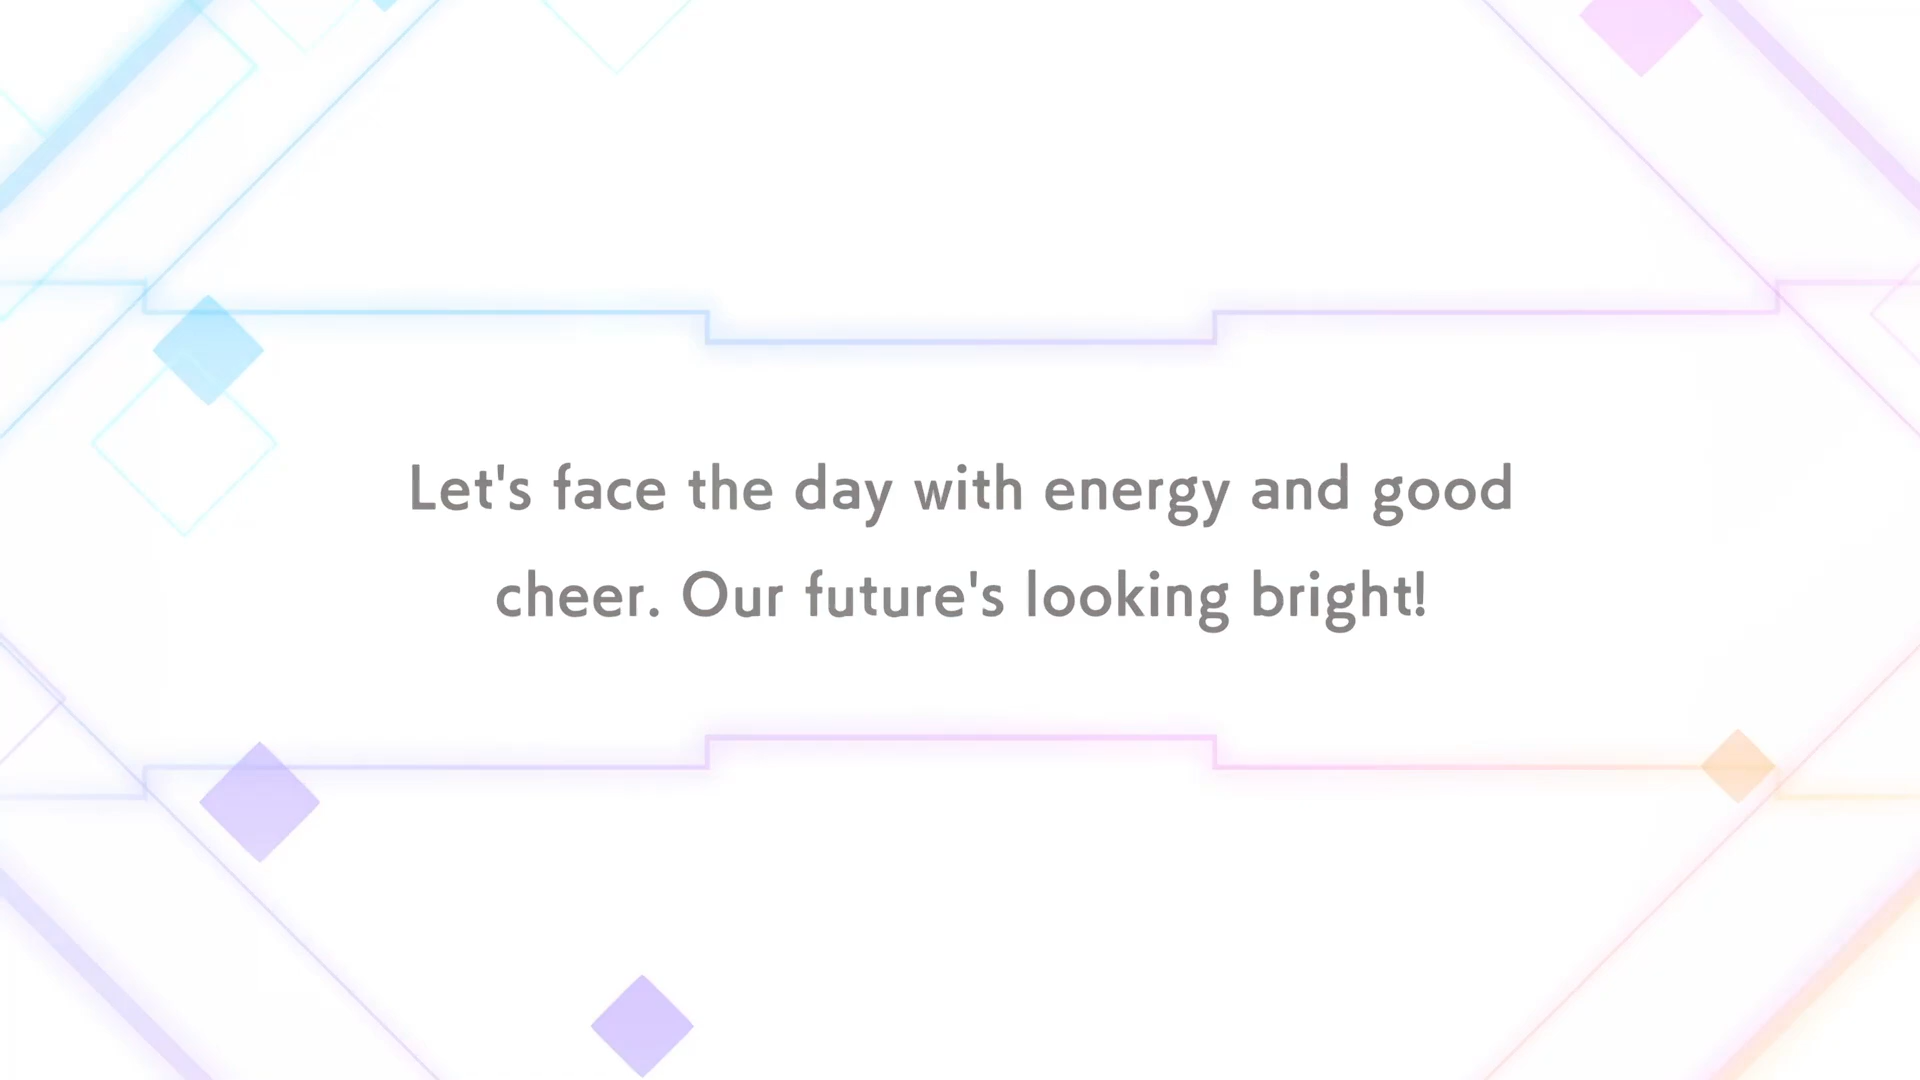 Let's face the day with energy and good
cheer. Our future's looking bright!